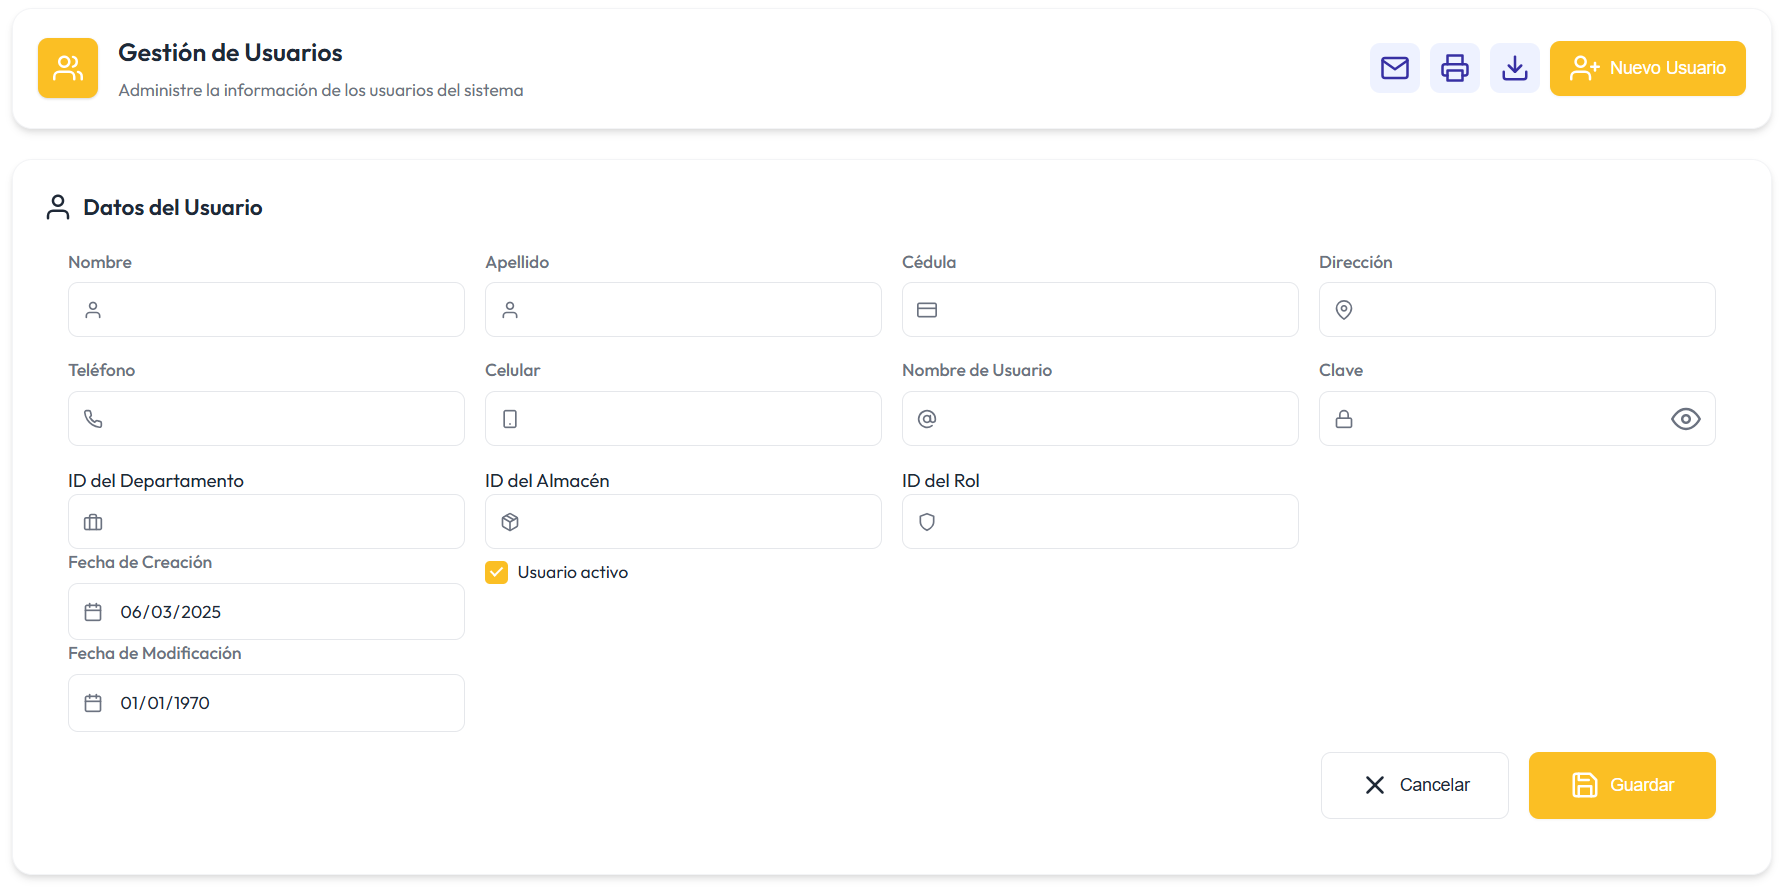 Gestión de Usuarios
Administre la información de los usuarios del sistema
Nuevo Usuario
Datos del Usuario
Nombre
Apellido
Cédula
Dirección
Teléfono
Celular
Nombre de Usuario
Clave
ID del Departamento
ID del Almacén
ID del Rol
Fecha de Creación
Usuario activo
06/03/2025
Fecha de Modificación
01/01/1970
Cancelar
Guardar